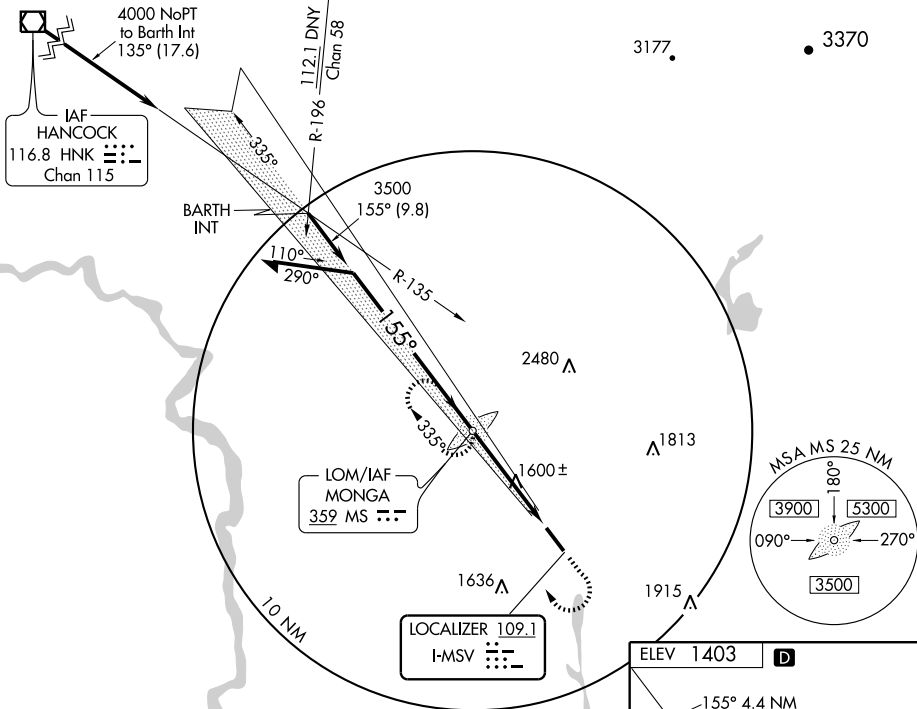 4000 NoPT
to Barth Int
135° (17.6)
112.1 DNY
Chan 58
R-196
3177
3370
IAF
HANCOCK
116.8 HNK
Chan 115
335°
3500
155° (9.8)
BARTH
INT
110°
290°
R-135
155°
2480
335°
1813
1600 ±
LOM/IAF
MONGA
359 MS
MSA MS 25 NM
180°
3900
5300
090°
270°
3500
1636
1915
10 NM
LOCALIZER 109.1
I-MSV
ELEV 1403
D
155° 4.4 NM